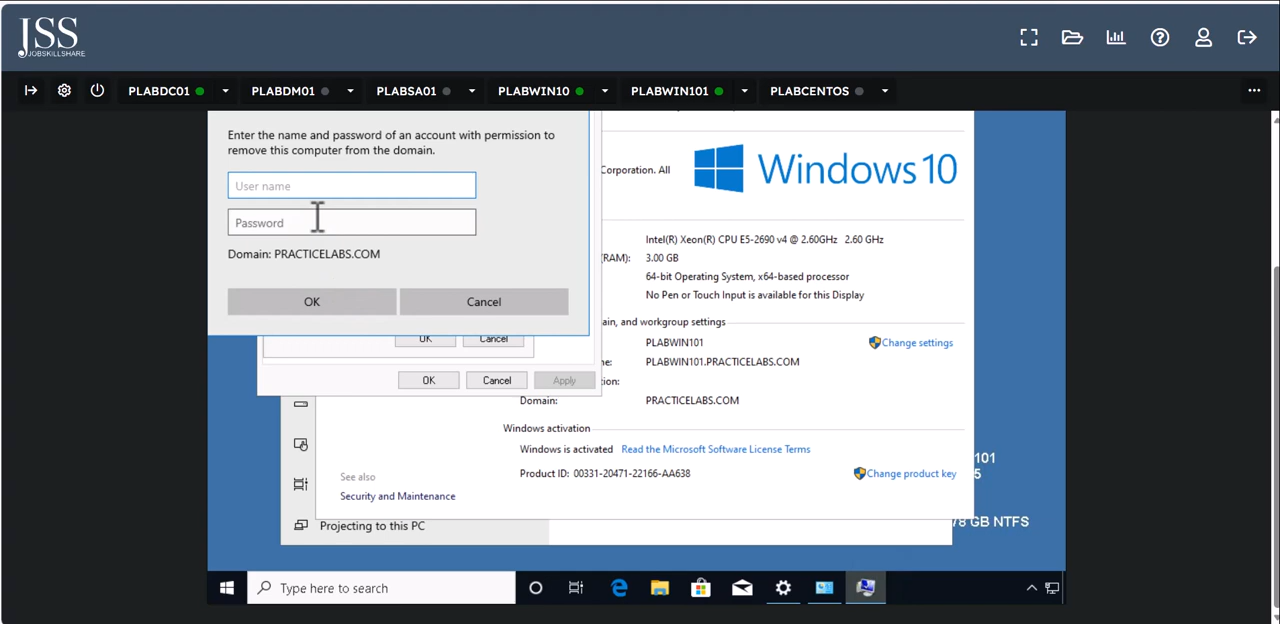 JSS
JOBSKILLSHARE
PLABDC01
PLABDM01
PLABSA01
PLABWIN10
PLABWIN101
PLABCENTOS
Enter the name and password of an account with permission to
remove this computer from the domain.
User name
Password
Domain: PRACTICELABS.COM
OK Cancel
OK Cancel
OK Cancel Apply
Corporation. All
Windows 10
Intel(R) Xeon(R) CPU E5-2690 v4 @ 2.60GHz 2.60 GHz
(RAM): 3.00 GB
64-bit Operating System, x64-based processor
No Pen or Touch Input is available for this Display
ain, and workgroup settings
PLABWIN101
Change settings
me: PLABWIN101.PRACTICELABS.COM
tion:
Domain: PRACTICELABS.COM
Windows activation
Windows is activated Read the Microsoft Software License Terms
Product ID: 00331-20471-22166-AA638
Change product key
See also
Security and Maintenance
Projecting to this PC
101
5
78 GB NTFS
Type here to search